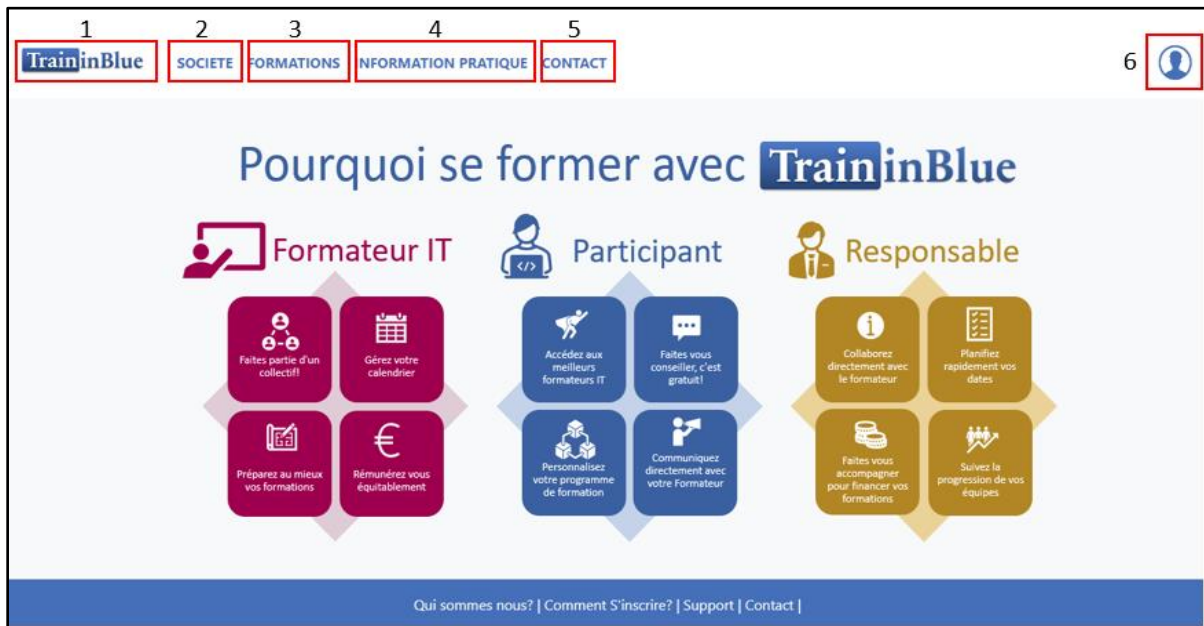 1 2 3 4 5
TraininBlue SOCIETE FORMATIONS NFORMATION PRATIQUE CONTACT 6
Pourquoi se former avec TraininBlue
Formateur IT
Faites partie d'un
collectif!
Gérez votre
calendrier
Préparez au mieux
vos formations
€
Rémunérez vous
équitablement
Participant
</>
Accédez aux
meilleurs
formateurs IT
Faites vous
conseiller, c'est
gratuit!
Personnalisez
votre programme
de formation
Communiquez
directement avec
votre Formateur
Responsable
i
Collaborez
directement avec
le formateur
Planifiez
rapidement vos
dates
Faites vous
accompagner
pour financer vos
formations
Suivez la
progression de vos
équipes
Qui sommes nous? | Comment S'inscrire? | Support | Contact |